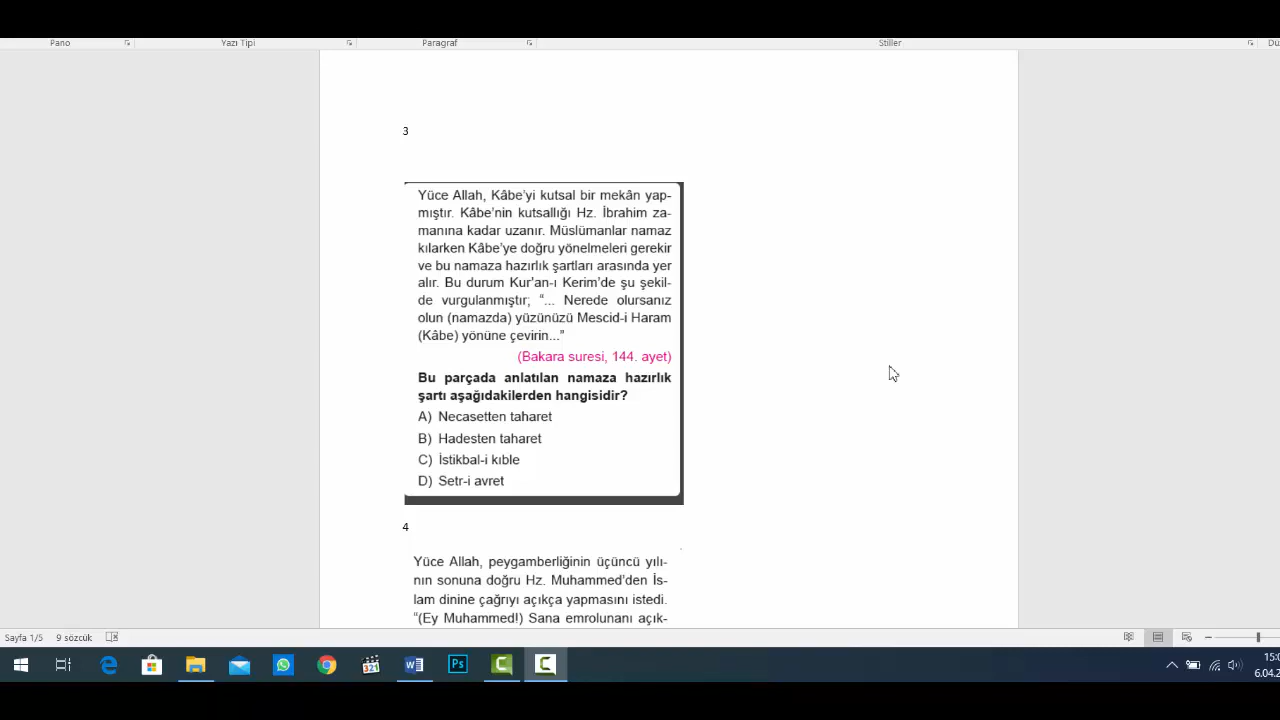 Pano
Yazı Tipi
Paragraf
Stiller
3
Yüce Allah, Kâbe'yi kutsal bir mekân yap-
mıştır. Kâbe'nin kutsallığı Hz. İbrahim za-
manına kadar uzanır. Müslümanlar namaz
kılarken Kâbe'ye doğru yönelmeleri gerekir
ve bu namaza hazırlık şartları arasında yer
alır. Bu durum Kur'an-ı Kerim'de şu şekil-
de vurgulanmıştır; “... Nerede olursanız
olun (namazda) yüzünüzü Mescid-i Haram
(Kâbe) yönüne çevirin...”
(Bakara suresi, 144. ayet)
Bu parçada anlatılan namaza hazırlık
şartı aşağıdakilerden hangisidir?
A) Necasetten taharet
B) Hadesten taharet
C) İstikbal-i kıble
D) Setr-i avret
4
Yüce Allah, peygamberliğinin üçüncü yılı-
nın sonuna doğru Hz. Muhammed'den İs-
lam dinine çağrıyı açıkça yapmasını istedi.
“(Ey Muhammed!) Sana emrolunanı açık-
Sayfa 1/5
9 sözcük
321
W
Ps
C
C